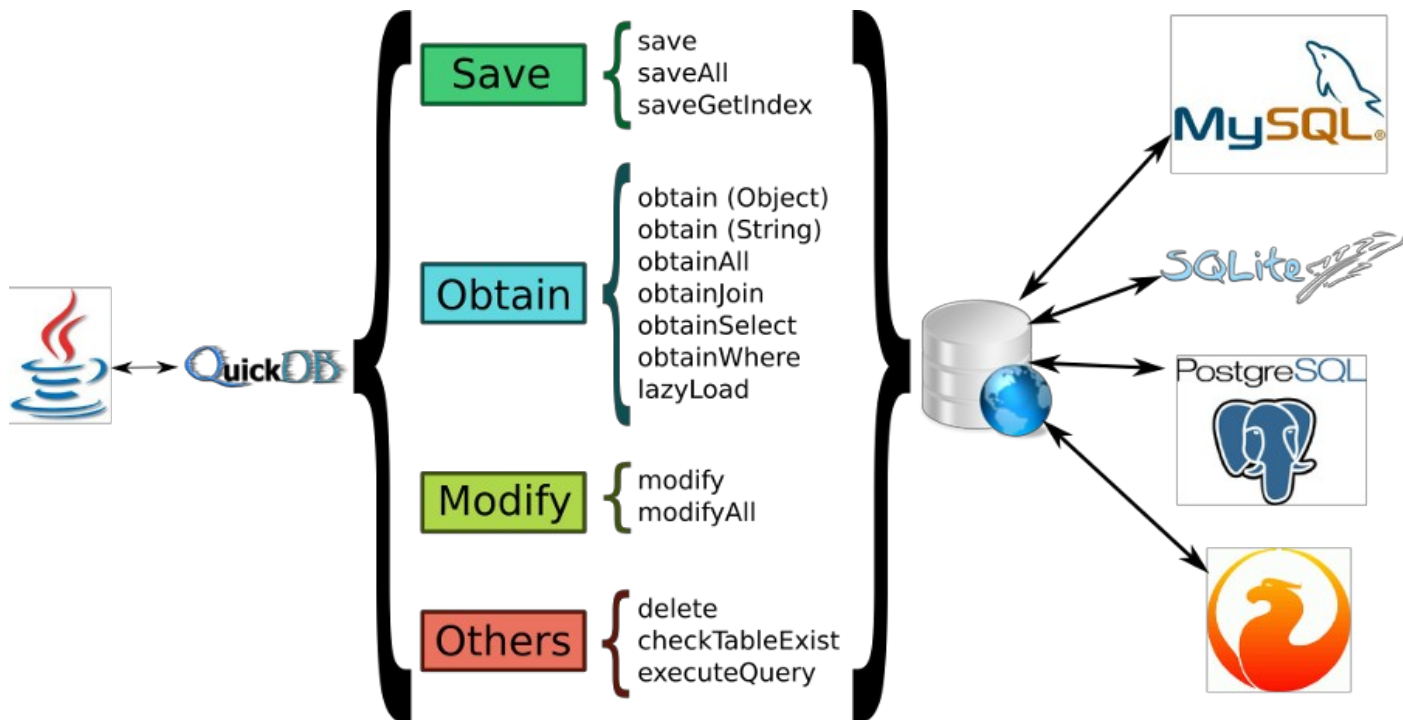 QuickDB
Save
save
saveAll
saveGetIndex
Obtain
obtain (Object)
obtain (String)
obtainAll
obtainJoin
obtainSelect
obtainWhere
lazyLoad
Modify
modify
modifyAll
Others
delete
checkTableExist
executeQuery
MySQL®
SQLite
PostgreSQL